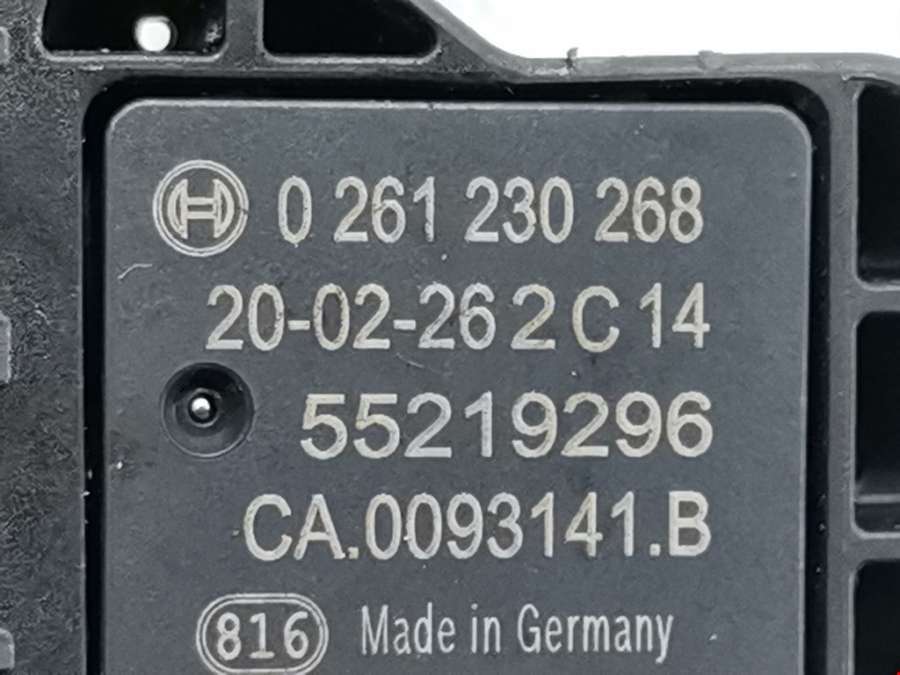 0 261 230 268
20-02-26 2 C 14
55219296
CA.0093141.B
816 Made in Germany